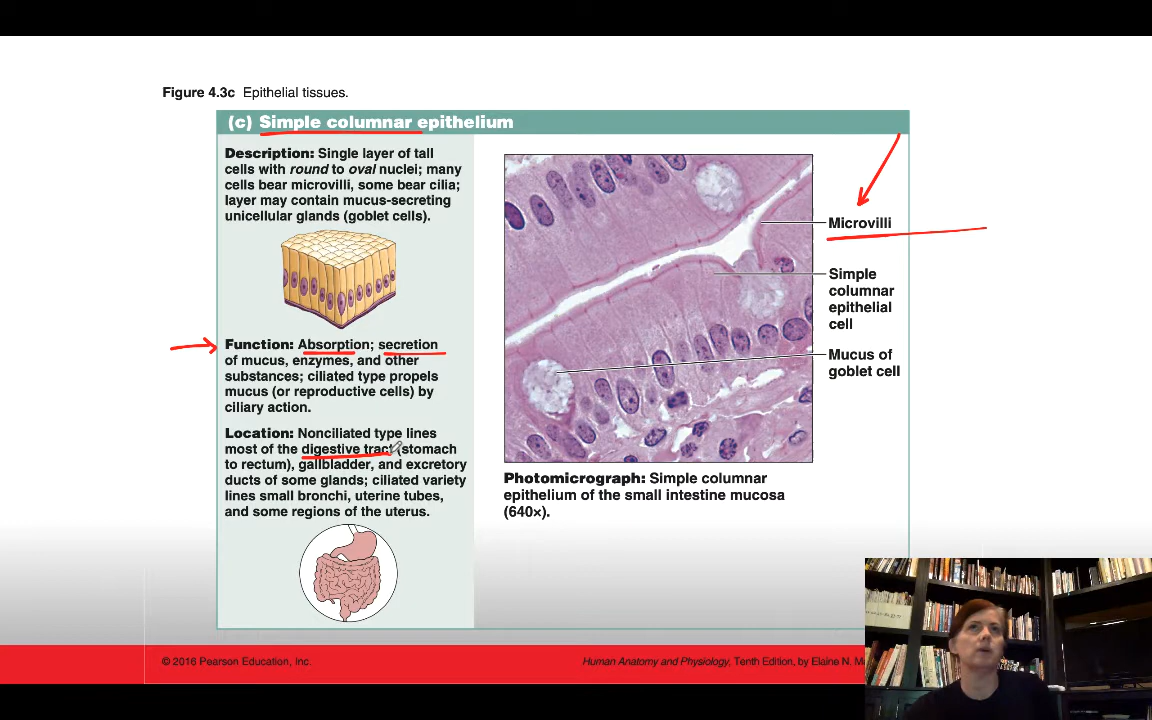 Figure 4.3c Epithelial tissues.
(c) Simple columnar epithelium
Description: Single layer of tall
cells with round to oval nuclei; many
cells bear microvilli, some bear cilia;
layer may contain mucus-secreting
unicellular glands (goblet cells).
Function: Absorption; secretion
of mucus, enzymes, and other
substances; ciliated type propels
mucus (or reproductive cells) by
ciliary action.
Location: Nonciliated type lines
most of the digestive tract (stomach
to rectum), gallbladder, and excretory
ducts of some glands; ciliated variety
lines small bronchi, uterine tubes,
and some regions of the uterus.
Microvilli
Simple
columnar
epithelial
cell
Mucus of
goblet cell
Photomicrograph: Simple columnar
epithelium of the small intestine mucosa
(640×).
© 2016 Pearson Education, Inc.
Human Anatomy and Physiology, Tenth Edition, by Elaine N.